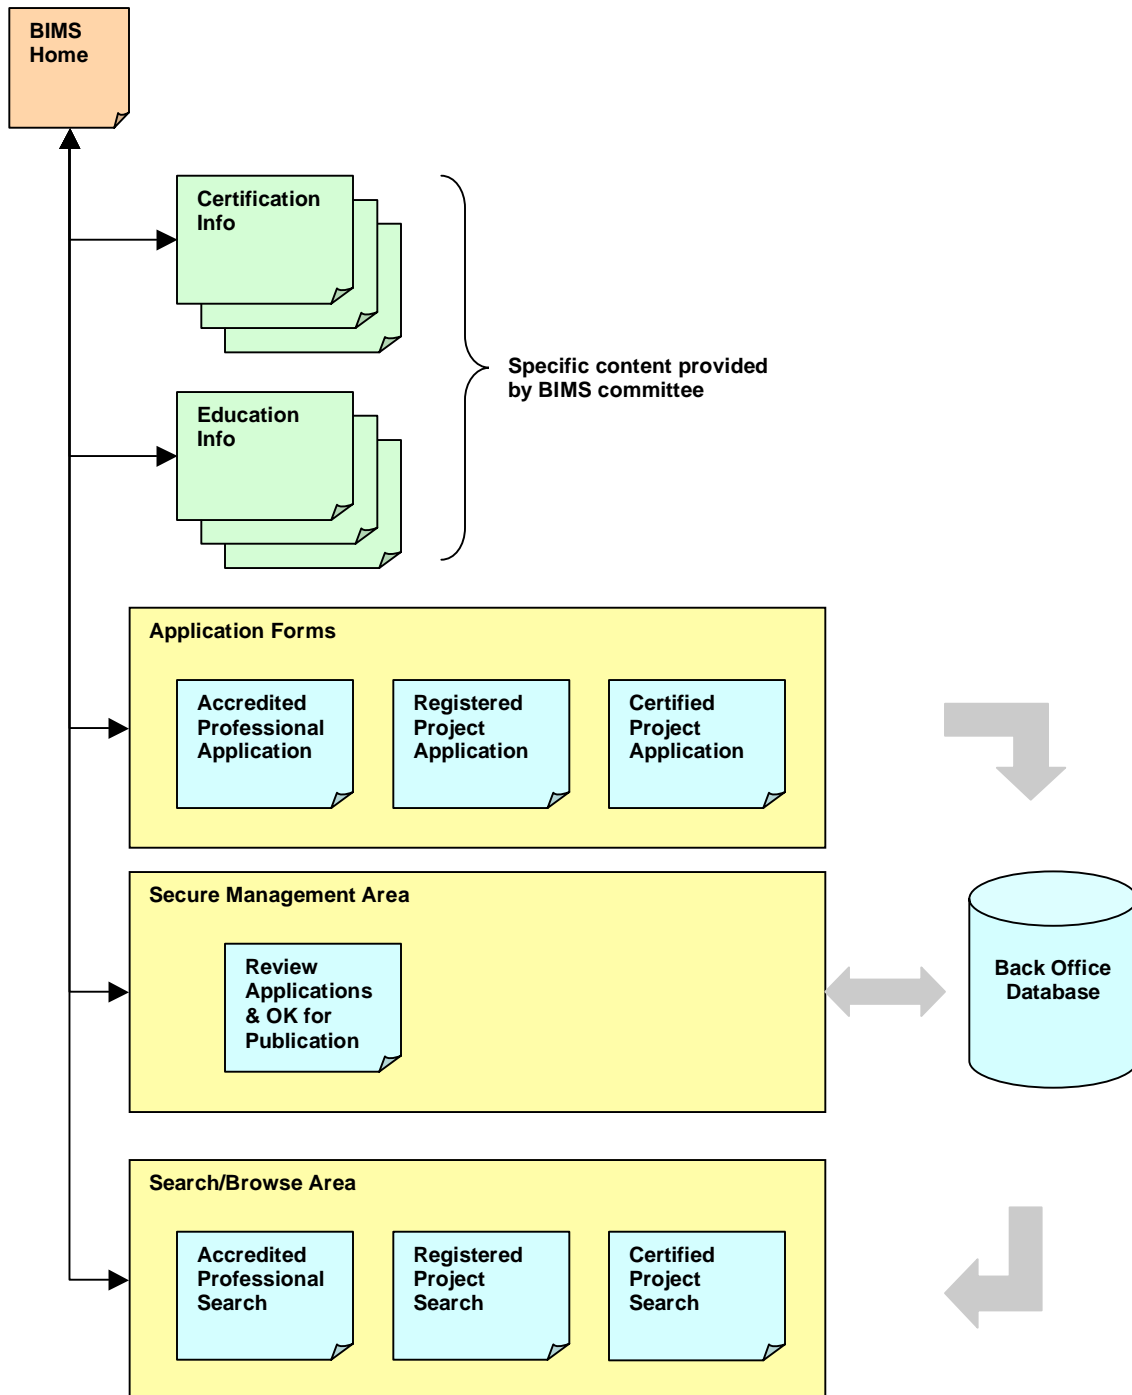 BIMS
Home
Certification
Info
Specific content provided
by BIMS committee
Education
Info
Application Forms
Accredited
Professional
Application
Registered
Project
Application
Certified
Project
Application
Secure Management Area
Review
Applications
& OK for
Publication
Back Office
Database
Search/Browse Area
Accredited
Professional
Search
Registered
Project
Search
Certified
Project
Search